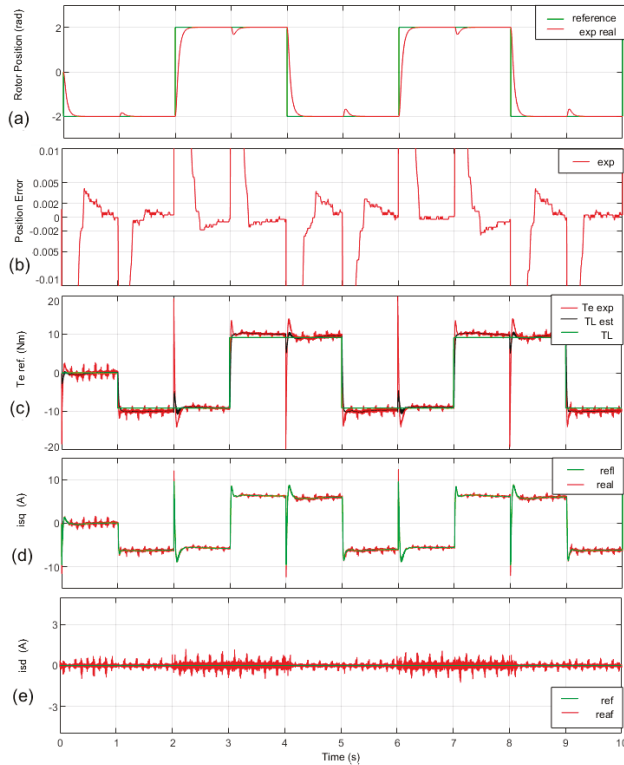 2
0
-2
Rotor Position (rad)
(a)
reference
exp real
0.01
0.005
0.002
0
-0.002
-0.01
Position Error
(b)
exp
20
10
0
-10
20
Te ref. (Nm)
(c)
Te exp
TL est
TL
10
0
-10
isq (A)
(d)
refl
real
3
0
-3
isd (A)
(e)
ref
reaf
0 1 2 3 4 5 6 7 8 9 10
Time (s)